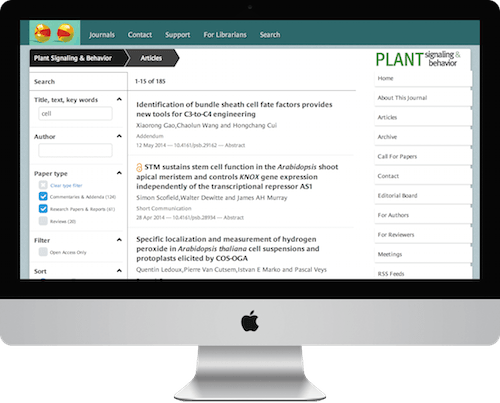 Journals Contact Support For Librarians Search
Plant Signaling & Behavior Articles
PLANT signaling & behavior
Search
Title, text, key words
cell
Author
Paper type
Clear type filter
Commentaries & Addenda (124)
Research Papers & Reports (61)
Reviews (20)
Filter
Open Access Only
Sort
1-15 of 185
Identification of bundle sheath cell fate factors provides
new tools for C3-to-C4 engineering
Xiaorong Gao,Chaolun Wang and Hongchang Cui
Addendum
12 May 2014 — 10.4161/psb.29162 — Abstract
STM sustains stem cell function in the Arabidopsis shoot
apical meristem and controls KNOX gene expression
independently of the transcriptional repressor AS1
Simon Scofield,Walter Dewitte and James AH Murray
Short Communication
28 Apr 2014 — 10.4161/psb.28934 — Abstract
Specific localization and measurement of hydrogen
peroxide in Arabidopsis thaliana cell suspensions and
protoplasts elicited by COS-OGA
Quentin Ledoux,Pierre Van Cutsem,Istvan E Marko and Pascal Veys
Home
About This Journal
Articles
Archive
Call For Papers
Contact
Editorial Board
For Authors
For Reviewers
Meetings
RSS Feeds